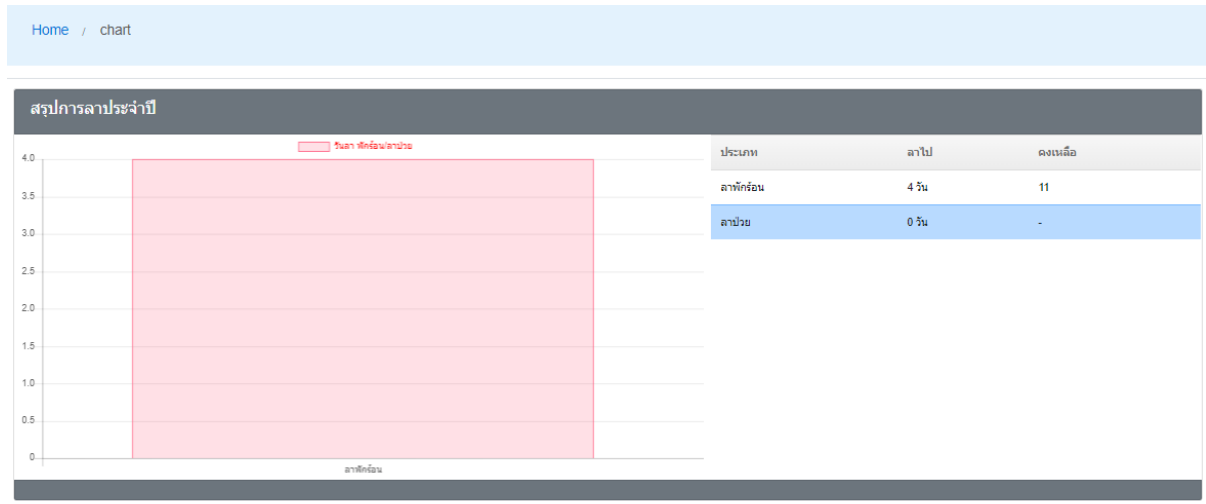 Home / chart
สรุปการลาประจำปี
วันลา พักร้อน/ลาป่วย
4.0
3.5
3.0
2.5
2.0
1.5
1.0
0.5
0
ลาพักร้อน
ประเภท ลาไป คงเหลือ
ลาพักร้อน 4 วัน 11
ลาป่วย 0 วัน -